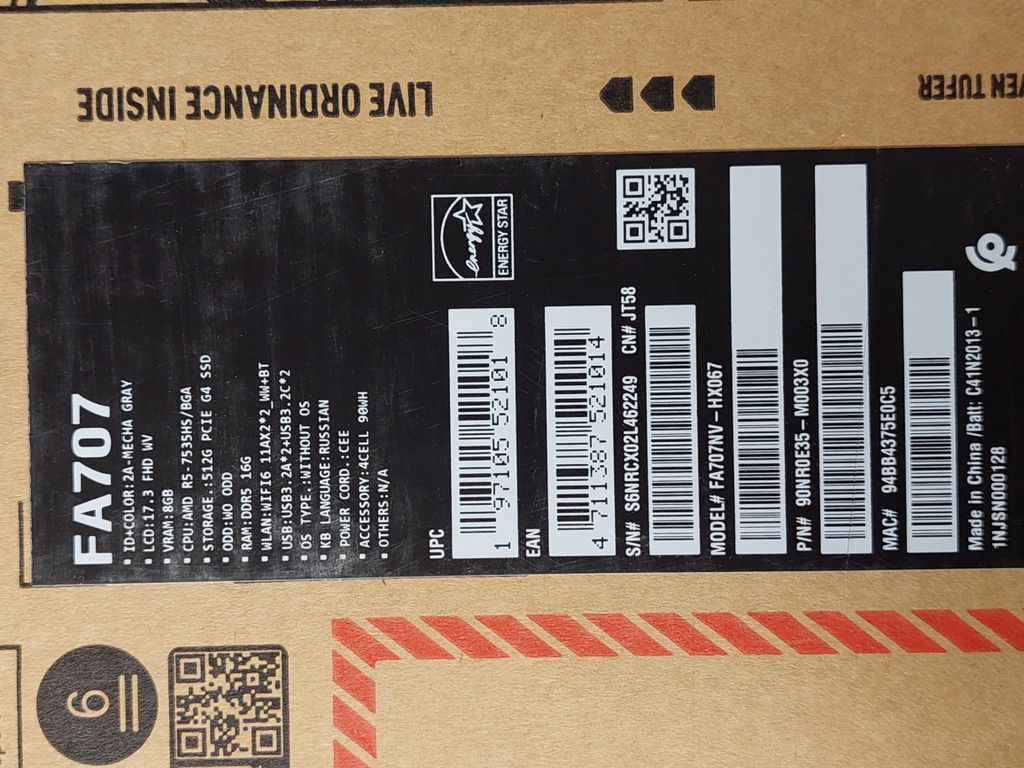 LIVE ORDINANCE INSIDE
FA707
ID+COLOR:2A-MECHA GRAY
LCD:17.3 FHD WV
VRAM:8GB
CPU:AMD R5-7535HS/BGA
STORAGE.:512G PCIE G4 SSD
ODD:WO ODD
RAM:DDR5 16G
WLAN:WIFI6 11AX2*2_WW+BT
USB:USB3.2A*2+USB3.2C*2
OS TYPE.:WITHOUT OS
KB LANGUAGE:RUSSIAN
POWER CORD.:CEE
ACCESSORY:4CELL 90WH
OTHERS:N/A
energy
ENERGY STAR
UPC
1 97105 52101 8
EAN
4 711387 521014
S/N# S6NRCX02L462249 CN# JT58
MODEL# FA707NV-HX067
P/N# 90NR0E35-M003X0
MAC# 94BB4375E0C5
Made In China /Batt: C41N2013-1
1NJSN000128
6